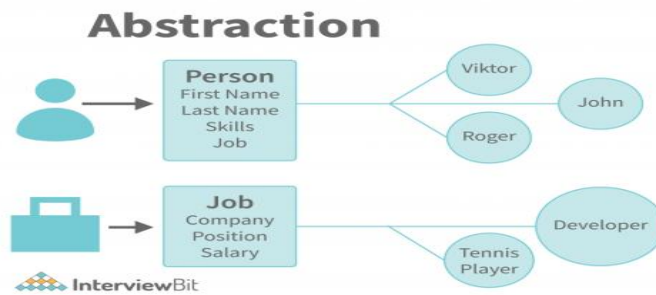 Abstraction
Person
First Name
Last Name
Skills
Job
Viktor
John
Roger
Job
Company
Position
Salary
Developer
Tennis
Player
InterviewBit